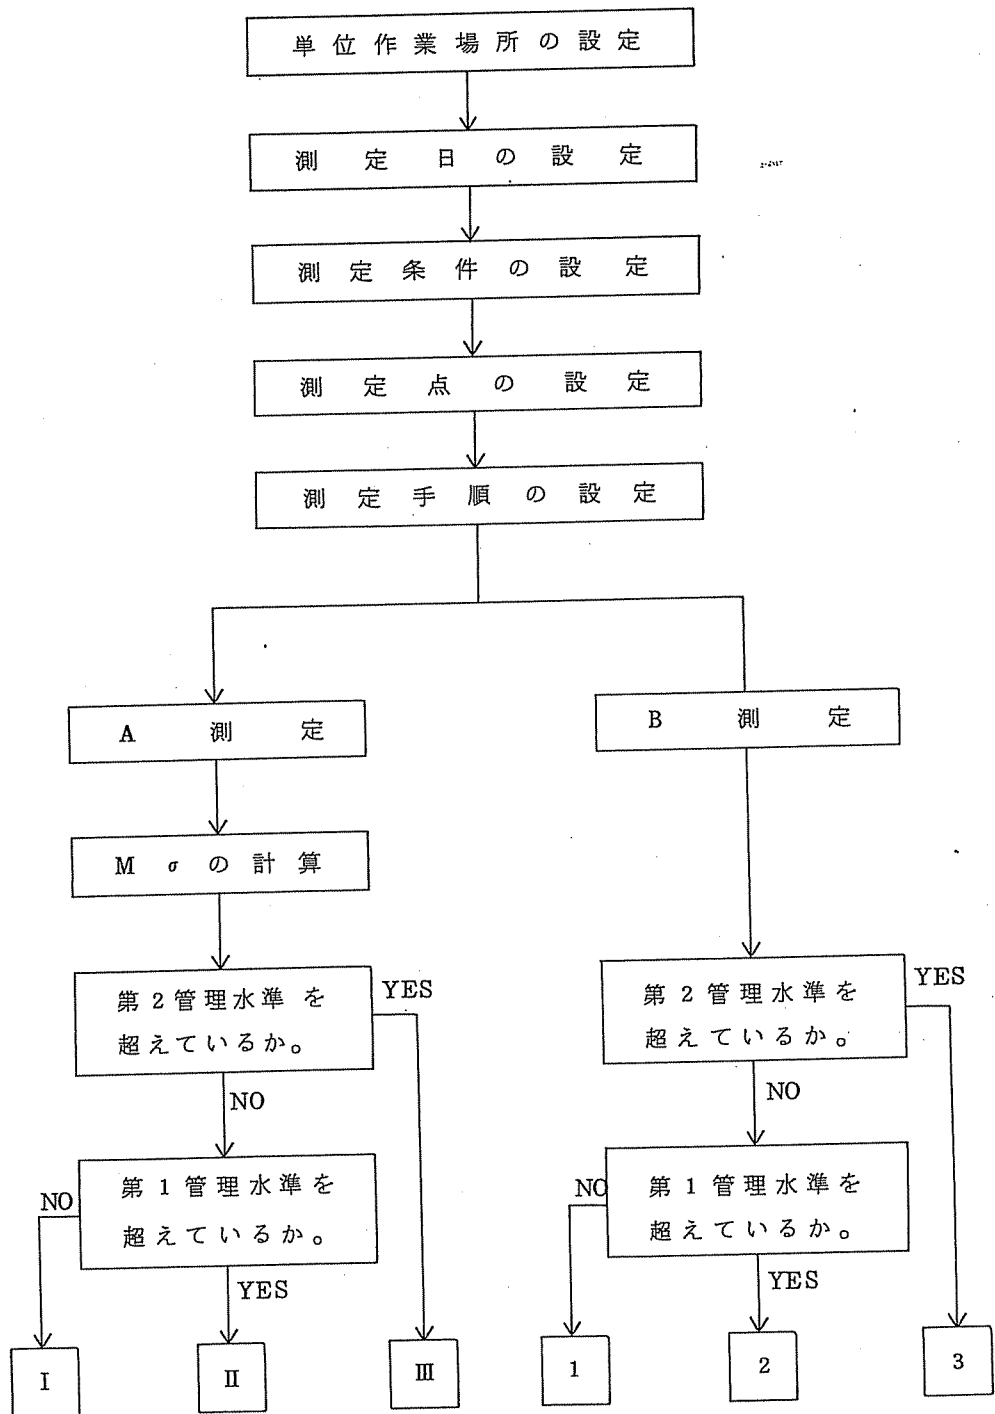 単位作業場所の設定
測定日の設定
測定条件の設定
測定点の設定
測定手順の設定
A測定
B測定
Mσの計算
第2管理水準を
超えているか。
YES
NO
第2管理水準を
超えているか。
YES
NO
第1管理水準を
超えているか。
NO
YES
第1管理水準を
超えているか。
NO
YES
I
II
III
1
2
3